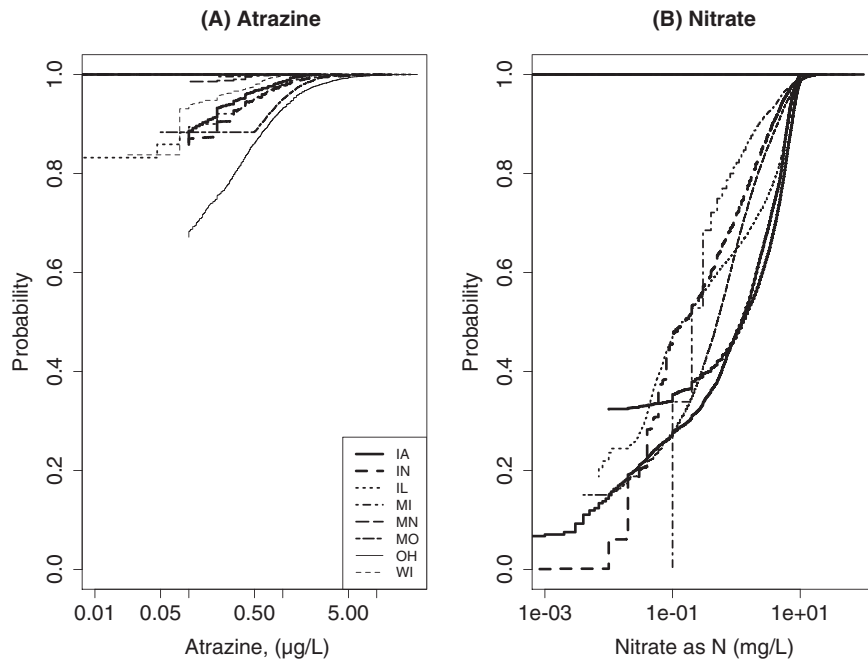 (A) Atrazine
Probability
1.0
0.8
0.6
0.4
0.2
0.0
IA
IN
IL
MI
MN
MO
OH
WI
0.01 0.05 0.50 5.00
Atrazine, (μg/L)
(B) Nitrate
Probability
1.0
0.8
0.6
0.4
0.2
0.0
1e-03 1e-01 1e+01
Nitrate as N (mg/L)